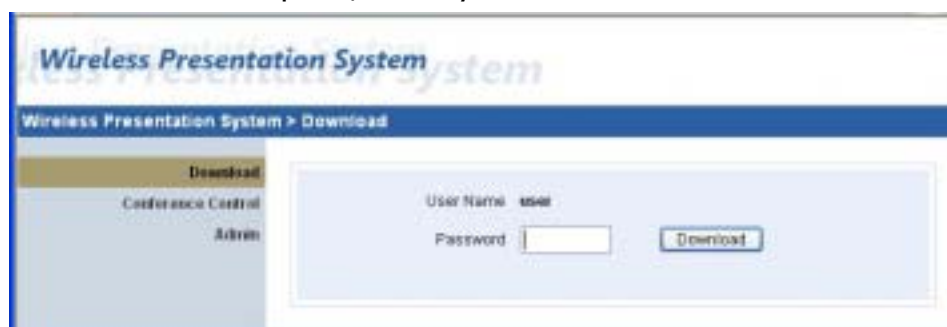 Wireless Presentation System
Wireless Presentation System > Download
Download
Conference Control
Admin
User Name user
Password
Download